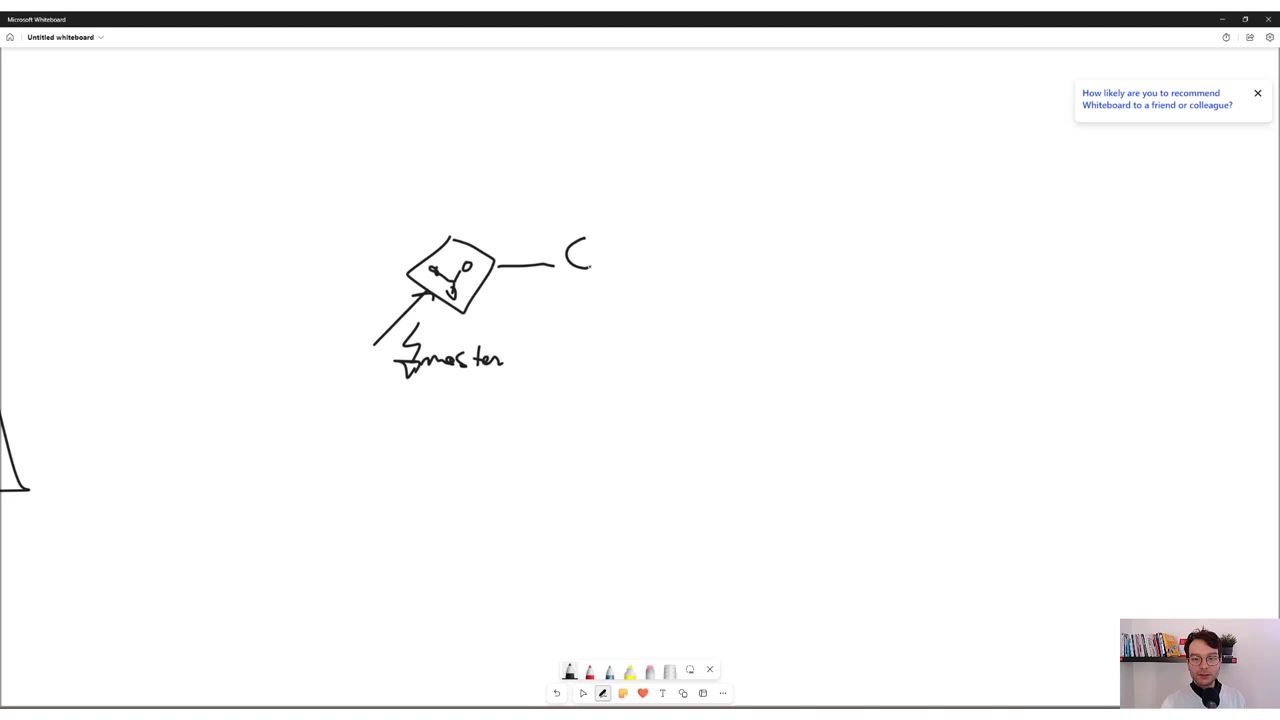 Microsoft Whiteboard
Untitled whiteboard
How likely are you to recommend
Whiteboard to a friend or colleague?
C
master